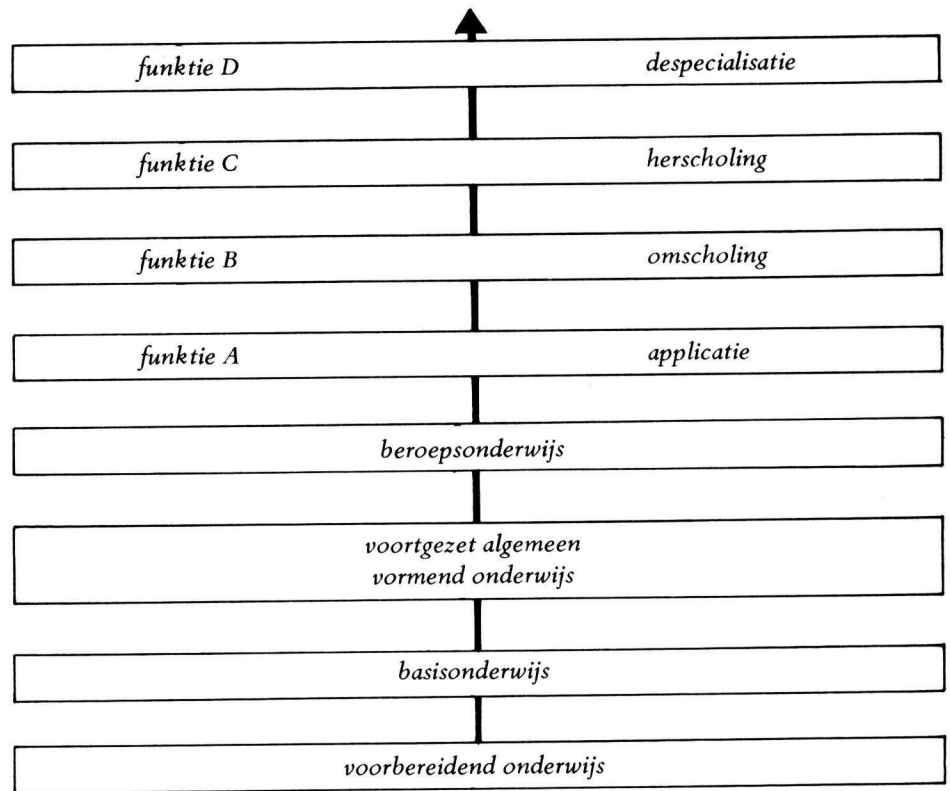 funktie D despecialisatie
funktie C herscholing
funktie B omscholing
funktie A applicatie
beroepsonderwijs
voortgezet algemeen
vormend onderwijs
basisonderwijs
voorbereidend onderwijs